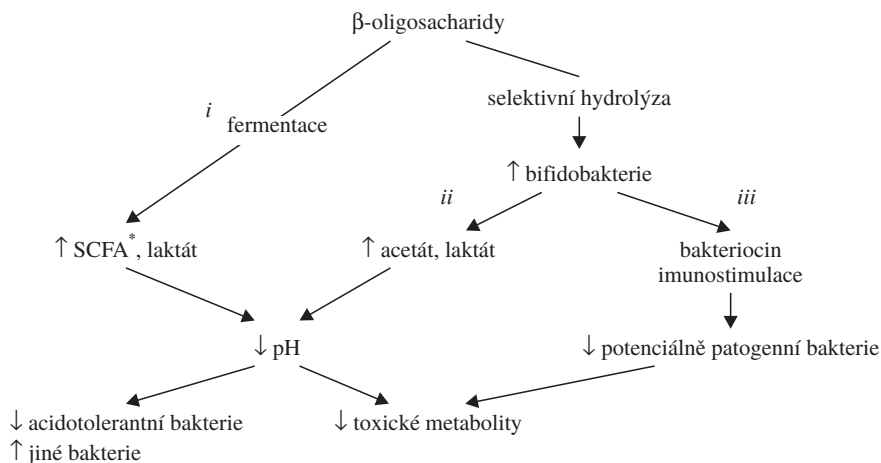 β-oligosacharidy
selektivní hydrolýza
i
fermentace
↑ bifidobakterie
ii
iii
↑ SCFA*, laktát
↑ acetát, laktát
bakteriocin
imunostimulace
↓ pH
↓ potenciálně patogenní bakterie
↓ acidotolerantní bakterie
↑ jiné bakterie
↓ toxické metabolity